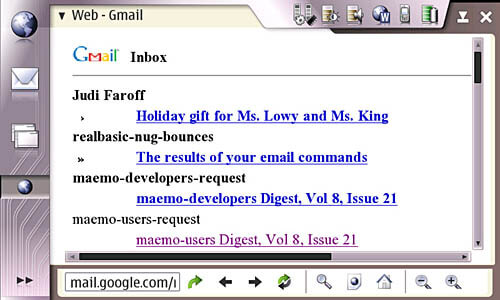 Web - Gmail
Gmail Inbox
Judi Faroff
› Holiday gift for Ms. Lowy and Ms. King
realbasic-nug-bounces
» The results of your email commands
maemo-developers-request
maemo-developers Digest, Vol 8, Issue 21
maemo-users-request
maemo-users Digest, Vol 8, Issue 21
mail.google.com/